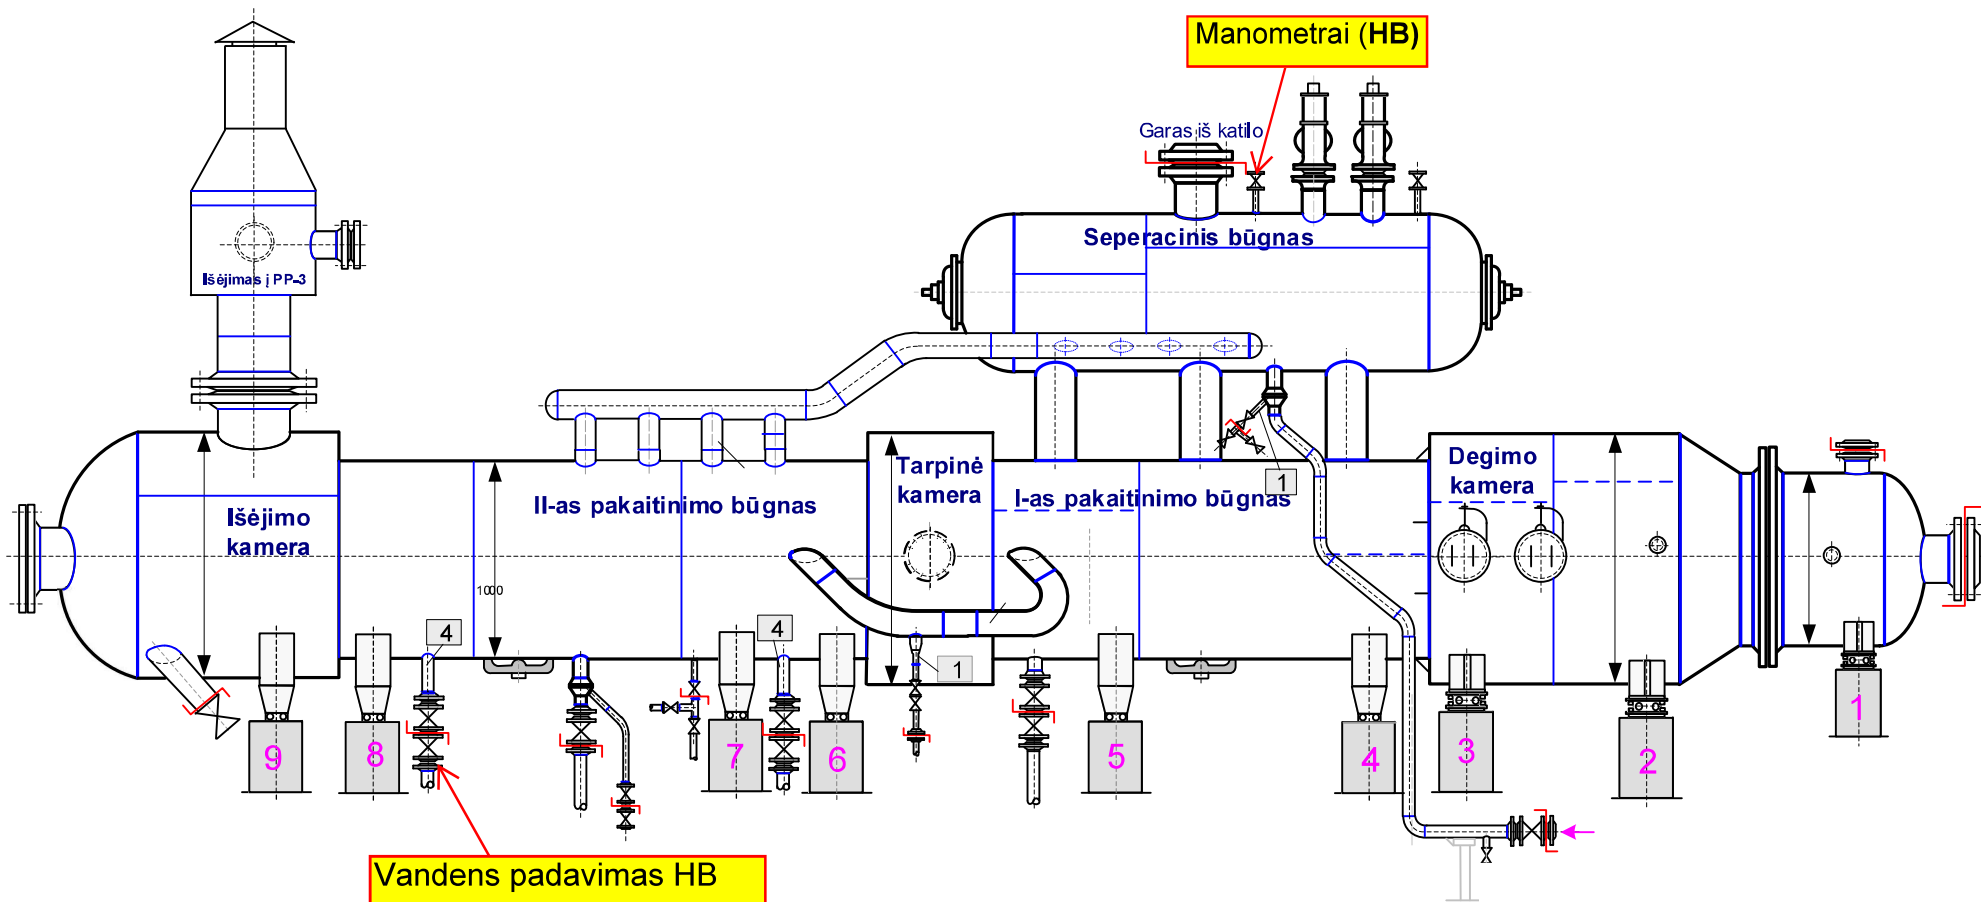 Manometrai (HB)
Garas iš katilo
Seperacinis būgnas
Išėjimas į PP-3
Tarpinė
kamera
Degimo
kamera
II-as pakaitinimo būgnas
I-as pakaitinimo būgnas
1
Išėjimo
kamera
1000
4
4
1
9
8
7
6
5
4
3
2
1
Vandens padavimas HB